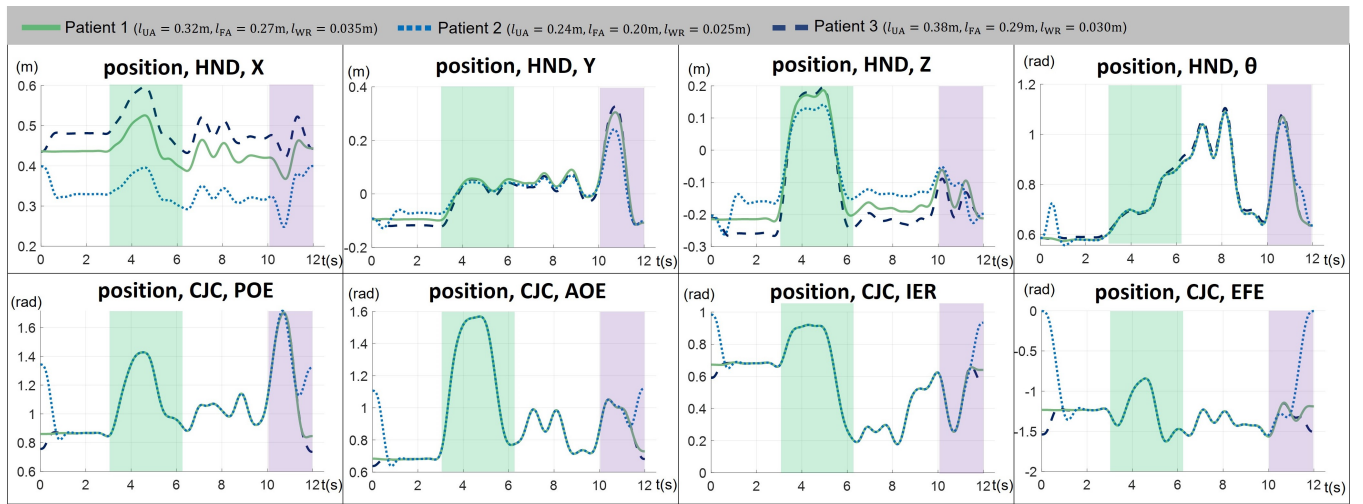 Patient 1 (l_UA = 0.32m, l_FA = 0.27m, l_WR = 0.035m) Patient 2 (l_UA = 0.24m, l_FA = 0.20m, l_WR = 0.025m) Patient 3 (l_UA = 0.38m, l_FA = 0.29m, l_WR = 0.030m)
(m) position, HND, X
0.6
0.5
0.4
0.3
0.2
0 2 4 6 8 10 12 t(s)
(m) position, HND, Y
0.4
0.2
0
-0.2
0 2 4 6 8 10 12 t(s)
(m) position, HND, Z
0.2
0.1
0
-0.1
-0.2
-0.3
0 2 4 6 8 10 12 t(s)
(rad) position, HND, θ
1.2
1
0.8
0.6
0 2 4 6 8 10 12 t(s)
(rad) position, CJC, POE
1.6
1.4
1.2
1
0.8
0.6
0 2 4 6 8 10 12 t(s)
(rad) position, CJC, AOE
1.6
1.4
1.2
1
0.8
0.6
0 2 4 6 8 10 12 t(s)
(rad) position, CJC, IER
1
0.8
0.6
0.4
0.2
0
0 2 4 6 8 10 12 t(s)
(rad) position, CJC, EFE
0
-0.5
-1
-1.5
-2
0 2 4 6 8 10 12 t(s)